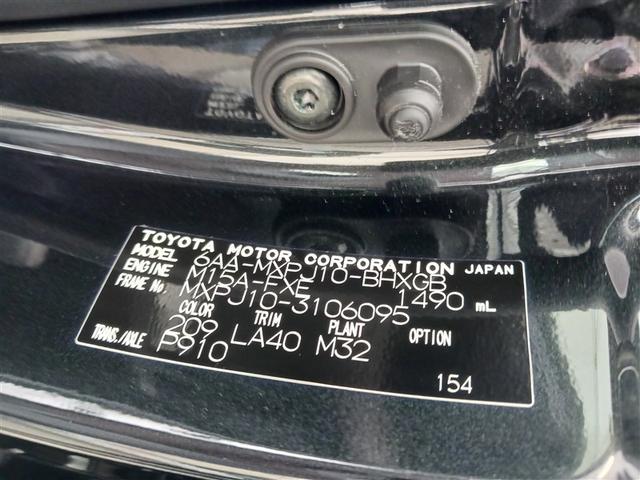 TOYOTA MOTOR CORPORATION JAPAN
MODEL 6AA-MXPJ10-BHXGB
ENGINE M15A-FXE 1490 mL
FRAME No. MXPJ10-3106095
COLOR TRIM PLANT OPTION
209 LA40 M32
TRANS./AXLE P910
154